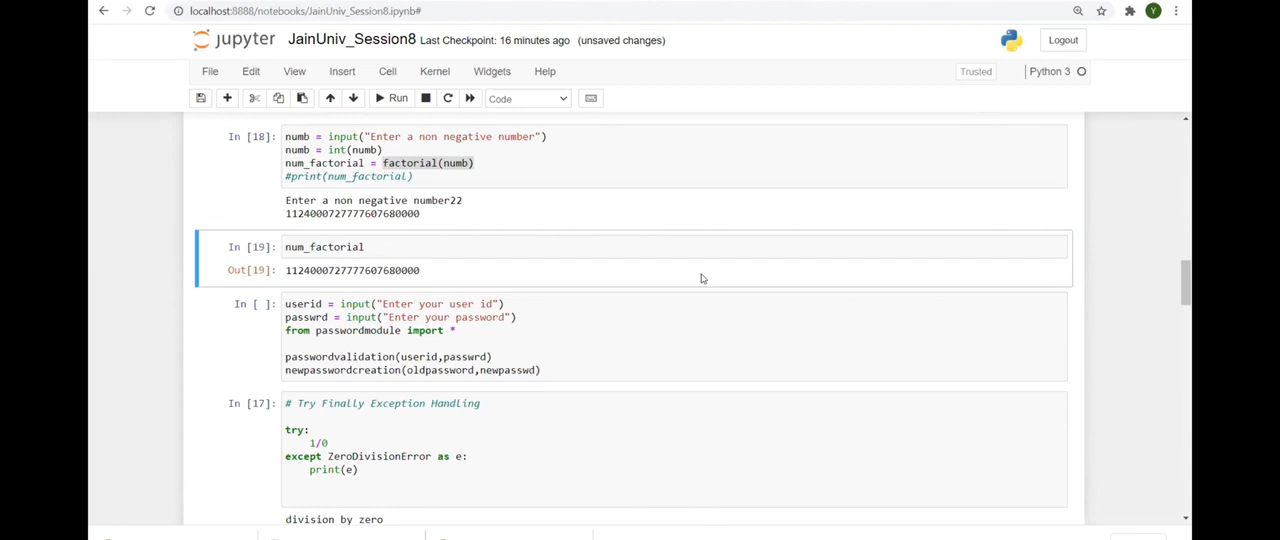 localhost:8888/notebooks/JainUniv_Session8.ipynb#
Y
jupyter JainUniv_Session8 Last Checkpoint: 16 minutes ago (unsaved changes)
Logout
File Edit View Insert Cell Kernel Widgets Help
Trusted Python 3
Run Code
In [18]: numb = input("Enter a non negative number")
numb = int(numb)
num_factorial = factorial(numb)
#print(num_factorial)
Enter a non negative number22
1124000727777607680000
In [19]: num_factorial
Out[19]: 1124000727777607680000
In [ ]: userid = input("Enter your user id")
passwrd = input("Enter your password")
from passwordmodule import *
passwordvalidation(userid,passwrd)
newpasswordcreation(oldpassword,newpasswd)
In [17]: # Try Finally Exception Handling
try:
1/0
except ZeroDivisionError as e:
print(e)
division by zero